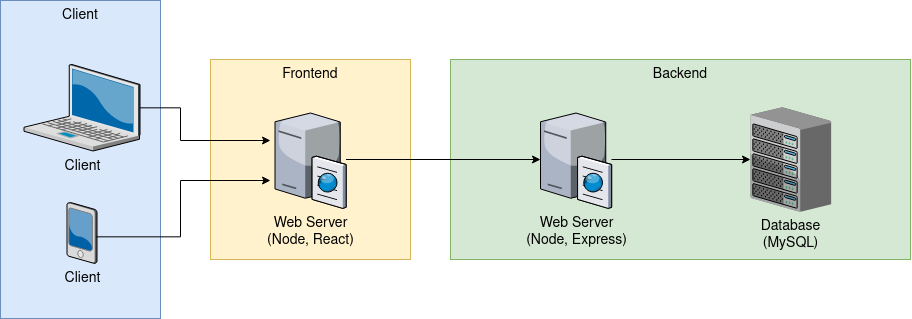 Client
Frontend
Backend
Client
Web Server
(Node, React)
Web Server
(Node, Express)
Database
(MySQL)
Client